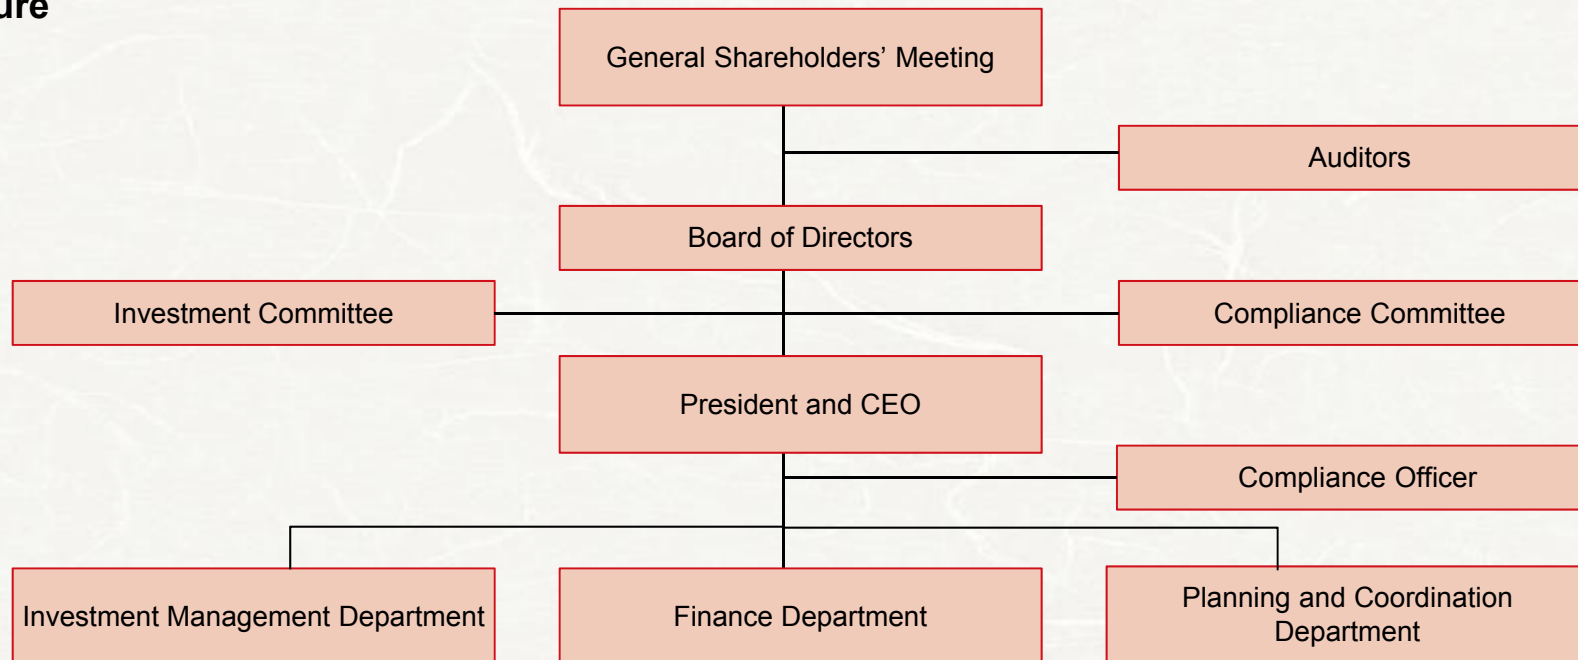 ure
General Shareholders’ Meeting
Auditors
Board of Directors
Investment Committee
Compliance Committee
President and CEO
Compliance Officer
Investment Management Department
Finance Department
Planning and Coordination
Department